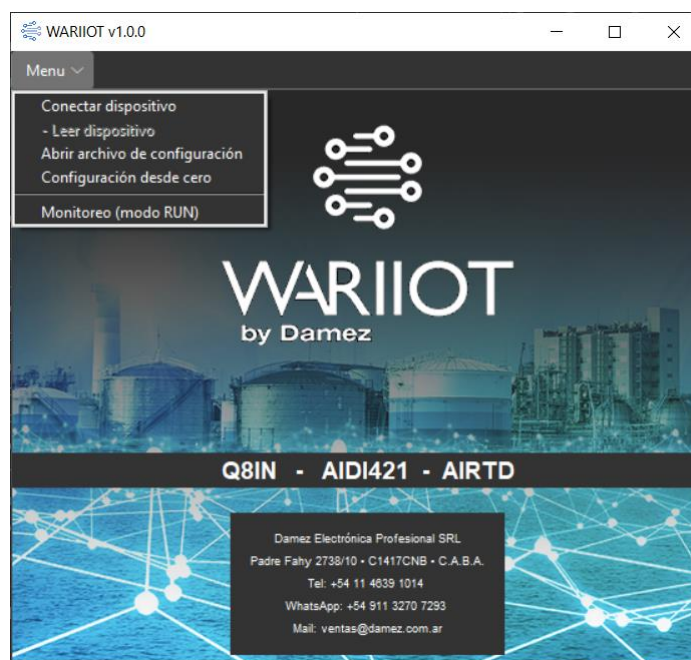 WARIIOT v1.0.0
Menu
Conectar dispositivo
- Leer dispositivo
Abrir archivo de configuración
Configuración desde cero
Monitoreo (modo RUN)
WARIIOT
by Damez
Q8IN - AIDI421 - AIRTD
Damez Electrónica Profesional SRL
Padre Fahy 2738/10 • C1417CNB • C.A.B.A.
Tel: +54 11 4639 1014
WhatsApp: +54 911 3270 7293
Mail: ventas@damez.com.ar